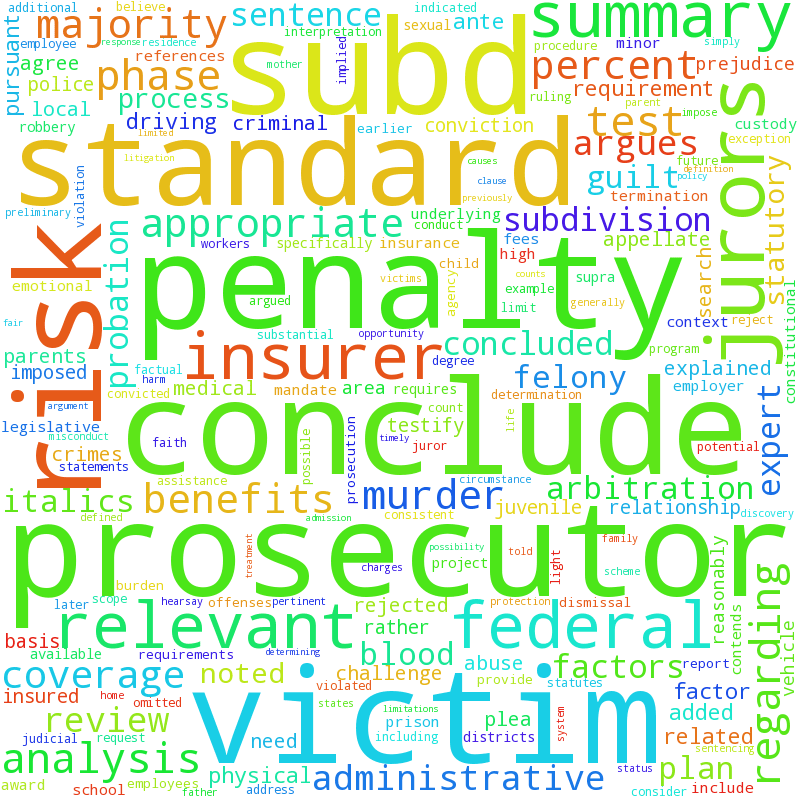 additional
believe
indicated
sentence
summary
majority
sexual
ante
employee
response
residence
interpretation
pursuant
references
agree
mother
implied
subd
procedure
minor
simply
percent
prejudice
phase
police
process
requirement
ruling
parent
local
impose
robbery
driving
criminal
earlier
conviction
test
custody
limited
standard
argues
future
exception
litigation
causes
guilt
definition
policy
clause
previously
termination
jurors
statutory
preliminary
violation
appropriate
underlying
conduct
subdivision
workers
specifically
insurance
fees
appellate
high
emotional
risk
probation
penalty
victims
child
agency
counts
supra
search
argued
example
generally
limit
context
reject
constitutional
fair
substantial
opportunity
concluded
program
parents
factual
insurer
degree
imposed
harm
medical
area
requires
felony
explained
employer
convicted
mandate
determination
argument
conclude
count
life
legislative
testify
misconduct
faith
timely
juror
potential
expert
crimes
statements
possible
prosecution
assistance
circumstance
arbitration
italics
benefits
murder
juvenile
relationship
discovery
defined
admission
consistent
prosecutor
treatment
possibility
told
family
light
charges
project
scheme
reasonably
burden
later
scope
hearsay
offenses
pertinent
rejected
protection
dismissal
regarding
contends
vehicle
basis
relevant
rather
federal
available
requirements
determining
blood
abuse
factors
report
coverage
noted
challenge
provide
statutes
factor
insured
home
omitted
violated
victim
limitations
states
prison
plea
added
review
judicial
request
need
including
districts
system
related
sentencing
analysis
physical
administrative
status
plan
award
school
employees
father
address
consider
include